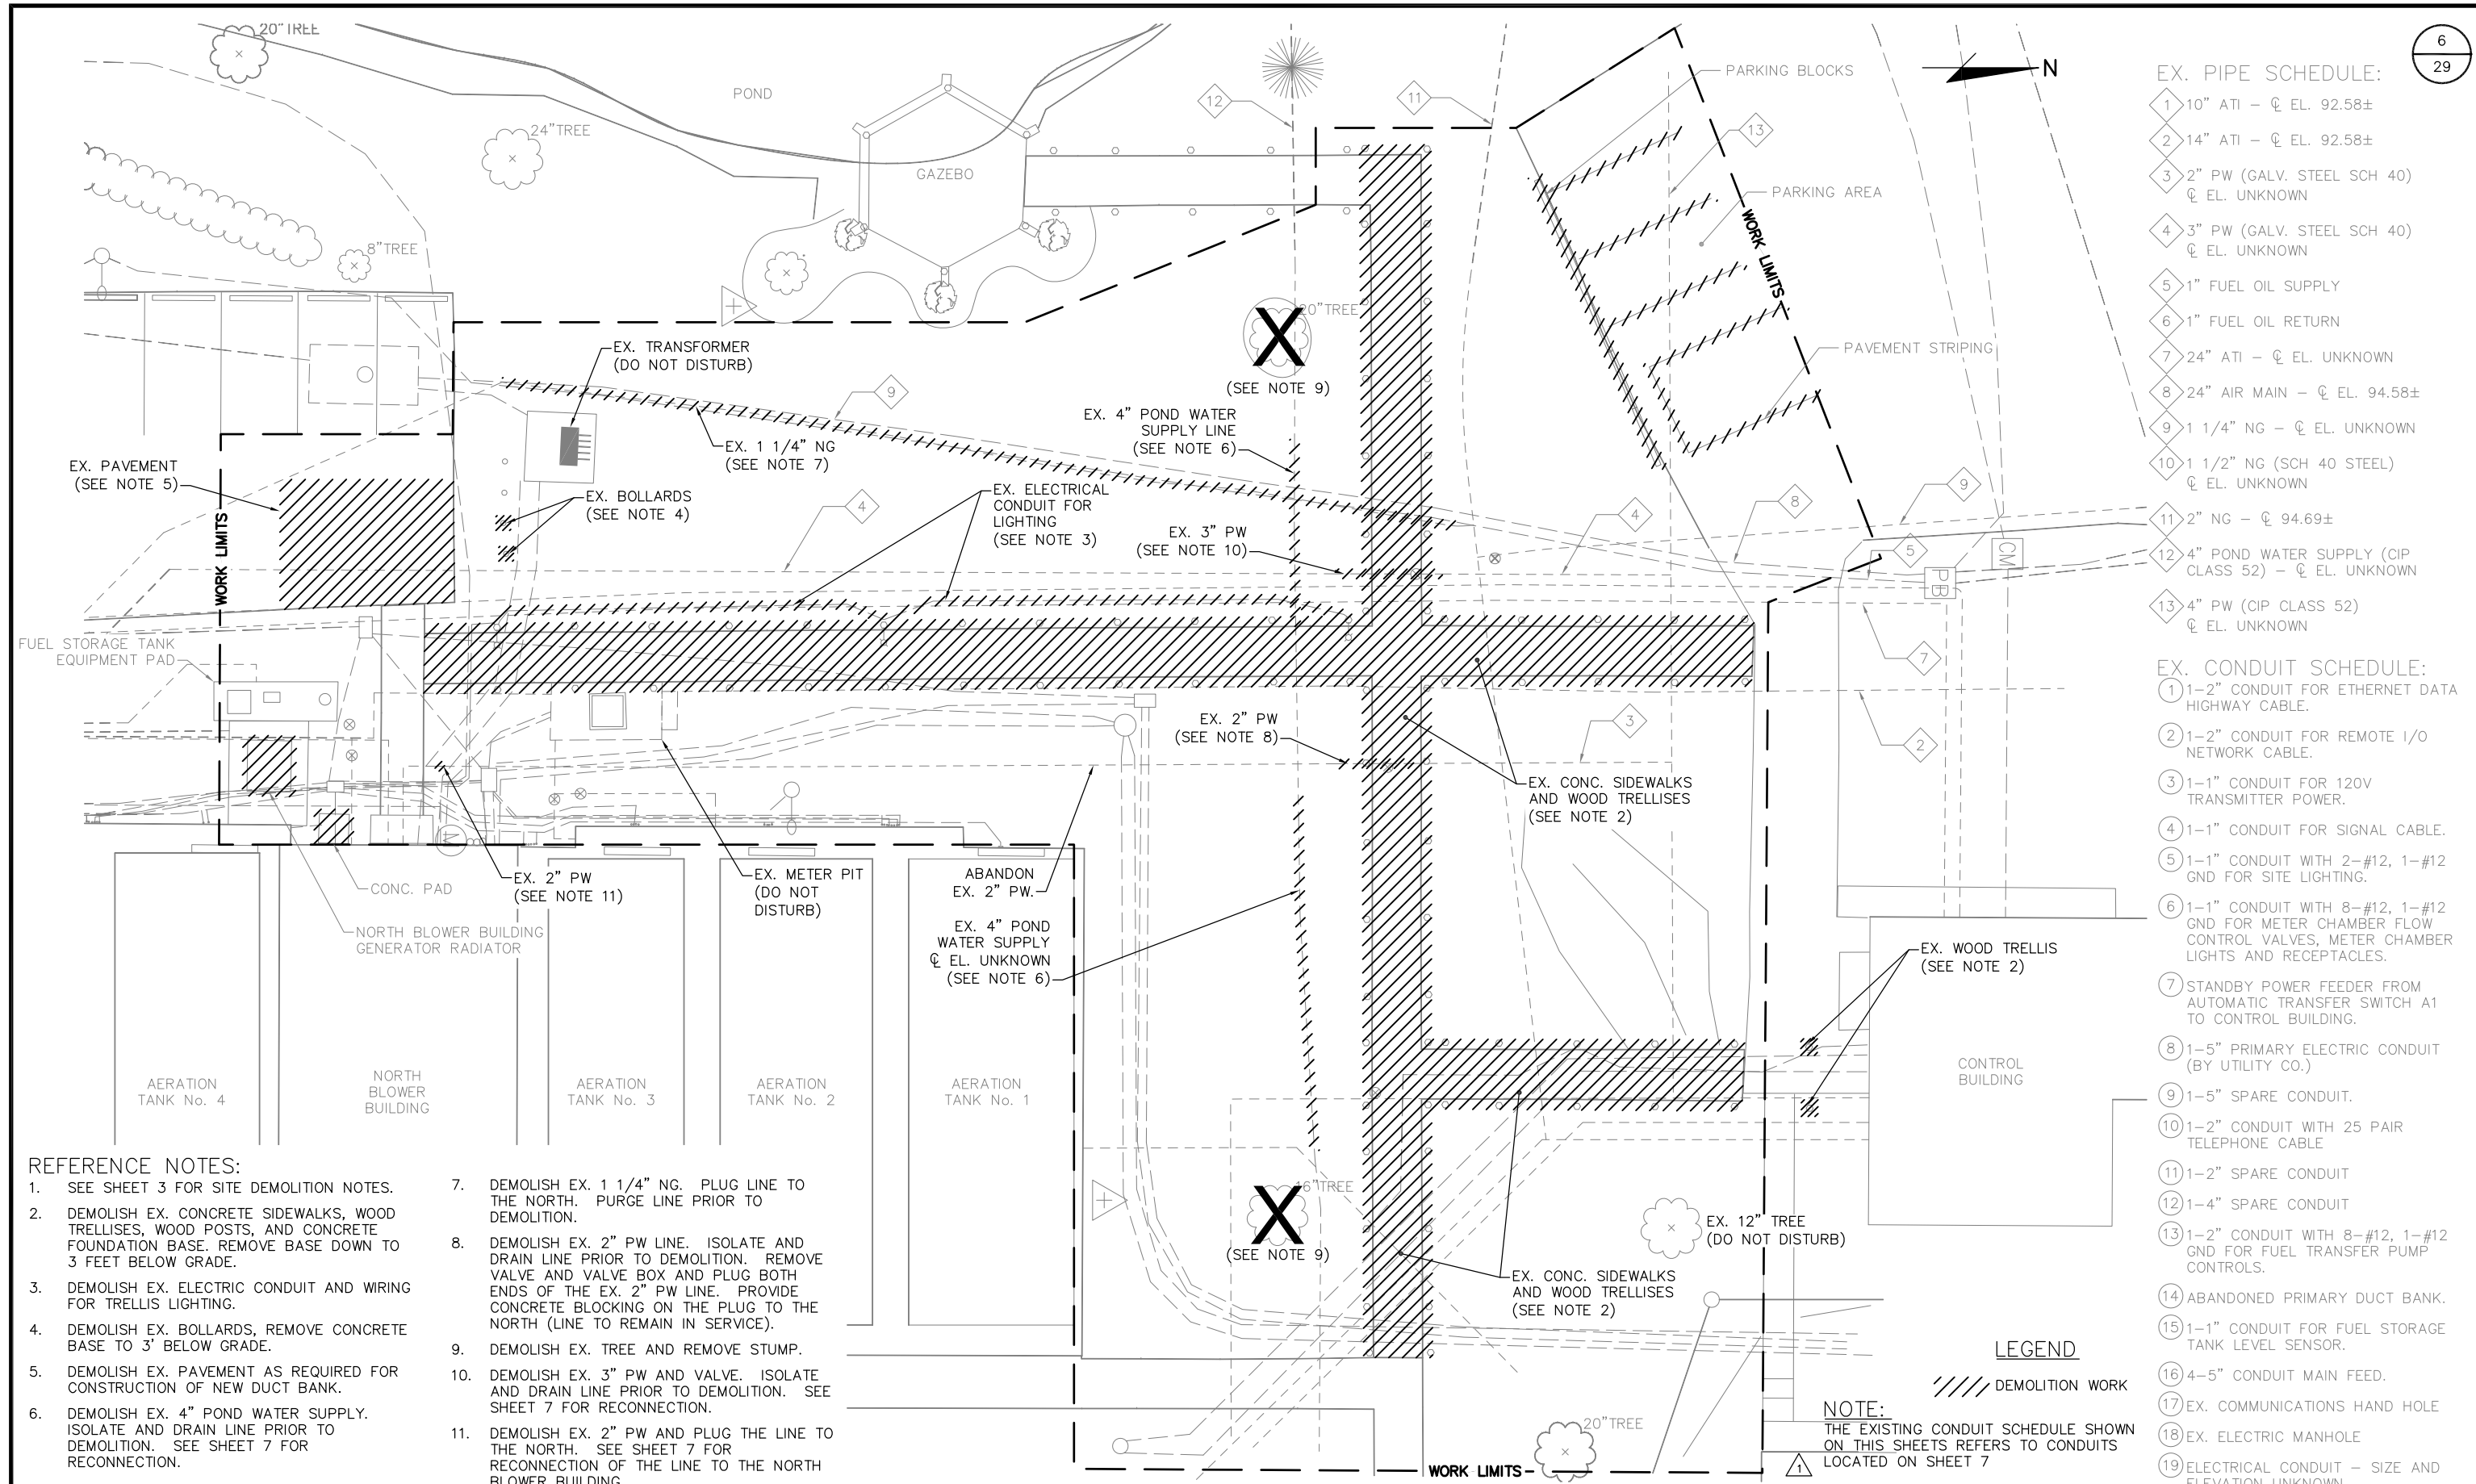 20" TREE
POND
24" TREE
GAZEBO
8" TREE
12
11
13
PARKING BLOCKS
PARKING AREA
WORK LIMITS
PAVEMENT STRIPING
N
6
29
20" TREE
(SEE NOTE 9)
EX. TRANSFORMER
(DO NOT DISTURB)
9
EX. 4" POND WATER
SUPPLY LINE
(SEE NOTE 6)
EX. 1 1/4" NG
(SEE NOTE 7)
EX. PAVEMENT
(SEE NOTE 5)
WORK LIMITS
EX. BOLLARDS
(SEE NOTE 4)
4
EX. ELECTRICAL
CONDUIT FOR
LIGHTING
(SEE NOTE 3)
EX. 3" PW
(SEE NOTE 10)
4
8
9
5
CM
PB
7
2
3
FUEL STORAGE TANK
EQUIPMENT PAD
EX. 2" PW
(SEE NOTE 8)
EX. CONC. SIDEWALKS
AND WOOD TRELLISES
(SEE NOTE 2)
CONC. PAD
NORTH BLOWER BUILDING
GENERATOR RADIATOR
EX. 2" PW
(SEE NOTE 11)
EX. METER PIT
(DO NOT
DISTURB)
ABANDON
EX. 2" PW.
EX. 4" POND
WATER SUPPLY
℄ EL. UNKNOWN
(SEE NOTE 6)
EX. WOOD TRELLIS
(SEE NOTE 2)
AERATION
TANK No. 4
NORTH
BLOWER
BUILDING
AERATION
TANK No. 3
AERATION
TANK No. 2
AERATION
TANK No. 1
CONTROL
BUILDING
16" TREE
(SEE NOTE 9)
EX. 12" TREE
(DO NOT DISTURB)
EX. CONC. SIDEWALKS
AND WOOD TRELLISES
(SEE NOTE 2)
20" TREE
WORK LIMITS
REFERENCE NOTES:
1. SEE SHEET 3 FOR SITE DEMOLITION NOTES.
2. DEMOLISH EX. CONCRETE SIDEWALKS, WOOD
TRELLISES, WOOD POSTS, AND CONCRETE
FOUNDATION BASE. REMOVE BASE DOWN TO
3 FEET BELOW GRADE.
3. DEMOLISH EX. ELECTRIC CONDUIT AND WIRING
FOR TRELLIS LIGHTING.
4. DEMOLISH EX. BOLLARDS, REMOVE CONCRETE
BASE TO 3' BELOW GRADE.
5. DEMOLISH EX. PAVEMENT AS REQUIRED FOR
CONSTRUCTION OF NEW DUCT BANK.
6. DEMOLISH EX. 4" POND WATER SUPPLY.
ISOLATE AND DRAIN LINE PRIOR TO
DEMOLITION. SEE SHEET 7 FOR
RECONNECTION.
7. DEMOLISH EX. 1 1/4" NG. PLUG LINE TO
THE NORTH. PURGE LINE PRIOR TO
DEMOLITION.
8. DEMOLISH EX. 2" PW LINE. ISOLATE AND
DRAIN LINE PRIOR TO DEMOLITION. REMOVE
VALVE AND VALVE BOX AND PLUG BOTH
ENDS OF THE EX. 2" PW LINE. PROVIDE
CONCRETE BLOCKING ON THE PLUG TO THE
NORTH (LINE TO REMAIN IN SERVICE).
9. DEMOLISH EX. TREE AND REMOVE STUMP.
10. DEMOLISH EX. 3" PW AND VALVE. ISOLATE
AND DRAIN LINE PRIOR TO DEMOLITION. SEE
SHEET 7 FOR RECONNECTION.
11. DEMOLISH EX. 2" PW AND PLUG THE LINE TO
THE NORTH. SEE SHEET 7 FOR
RECONNECTION OF THE LINE TO THE NORTH
BLOWER BUILDING
LEGEND
DEMOLITION WORK
NOTE:
THE EXISTING CONDUIT SCHEDULE SHOWN
ON THIS SHEETS REFERS TO CONDUITS
LOCATED ON SHEET 7
1
EX. PIPE SCHEDULE:
1 10" ATI – ℄ EL. 92.58±
2 14" ATI – ℄ EL. 92.58±
3 2" PW (GALV. STEEL SCH 40)
℄ EL. UNKNOWN
4 3" PW (GALV. STEEL SCH 40)
℄ EL. UNKNOWN
5 1" FUEL OIL SUPPLY
6 1" FUEL OIL RETURN
7 24" ATI – ℄ EL. UNKNOWN
8 24" AIR MAIN – ℄ EL. 94.58±
9 1 1/4" NG – ℄ EL. UNKNOWN
10 1 1/2" NG (SCH 40 STEEL)
℄ EL. UNKNOWN
11 2" NG – ℄ 94.69±
12 4" POND WATER SUPPLY (CIP
CLASS 52) – ℄ EL. UNKNOWN
13 4" PW (CIP CLASS 52)
℄ EL. UNKNOWN
EX. CONDUIT SCHEDULE:
1 1–2" CONDUIT FOR ETHERNET DATA
HIGHWAY CABLE.
2 1–2" CONDUIT FOR REMOTE I/O
NETWORK CABLE.
3 1–1" CONDUIT FOR 120V
TRANSMITTER POWER.
4 1–1" CONDUIT FOR SIGNAL CABLE.
5 1–1" CONDUIT WITH 2–#12, 1–#12
GND FOR SITE LIGHTING.
6 1–1" CONDUIT WITH 8–#12, 1–#12
GND FOR METER CHAMBER FLOW
CONTROL VALVES, METER CHAMBER
LIGHTS AND RECEPTACLES.
7 STANDBY POWER FEEDER FROM
AUTOMATIC TRANSFER SWITCH A1
TO CONTROL BUILDING.
8 1–5" PRIMARY ELECTRIC CONDUIT
(BY UTILITY CO.)
9 1–5" SPARE CONDUIT.
10 1–2" CONDUIT WITH 25 PAIR
TELEPHONE CABLE
11 1–2" SPARE CONDUIT
12 1–4" SPARE CONDUIT
13 1–2" CONDUIT WITH 8–#12, 1–#12
GND FOR FUEL TRANSFER PUMP
CONTROLS.
14 ABANDONED PRIMARY DUCT BANK.
15 1–1" CONDUIT FOR FUEL STORAGE
TANK LEVEL SENSOR.
16 4–5" CONDUIT MAIN FEED.
17 EX. COMMUNICATIONS HAND HOLE
18 EX. ELECTRIC MANHOLE
19 ELECTRICAL CONDUIT – SIZE AND
ELEVATION UNKNOWN